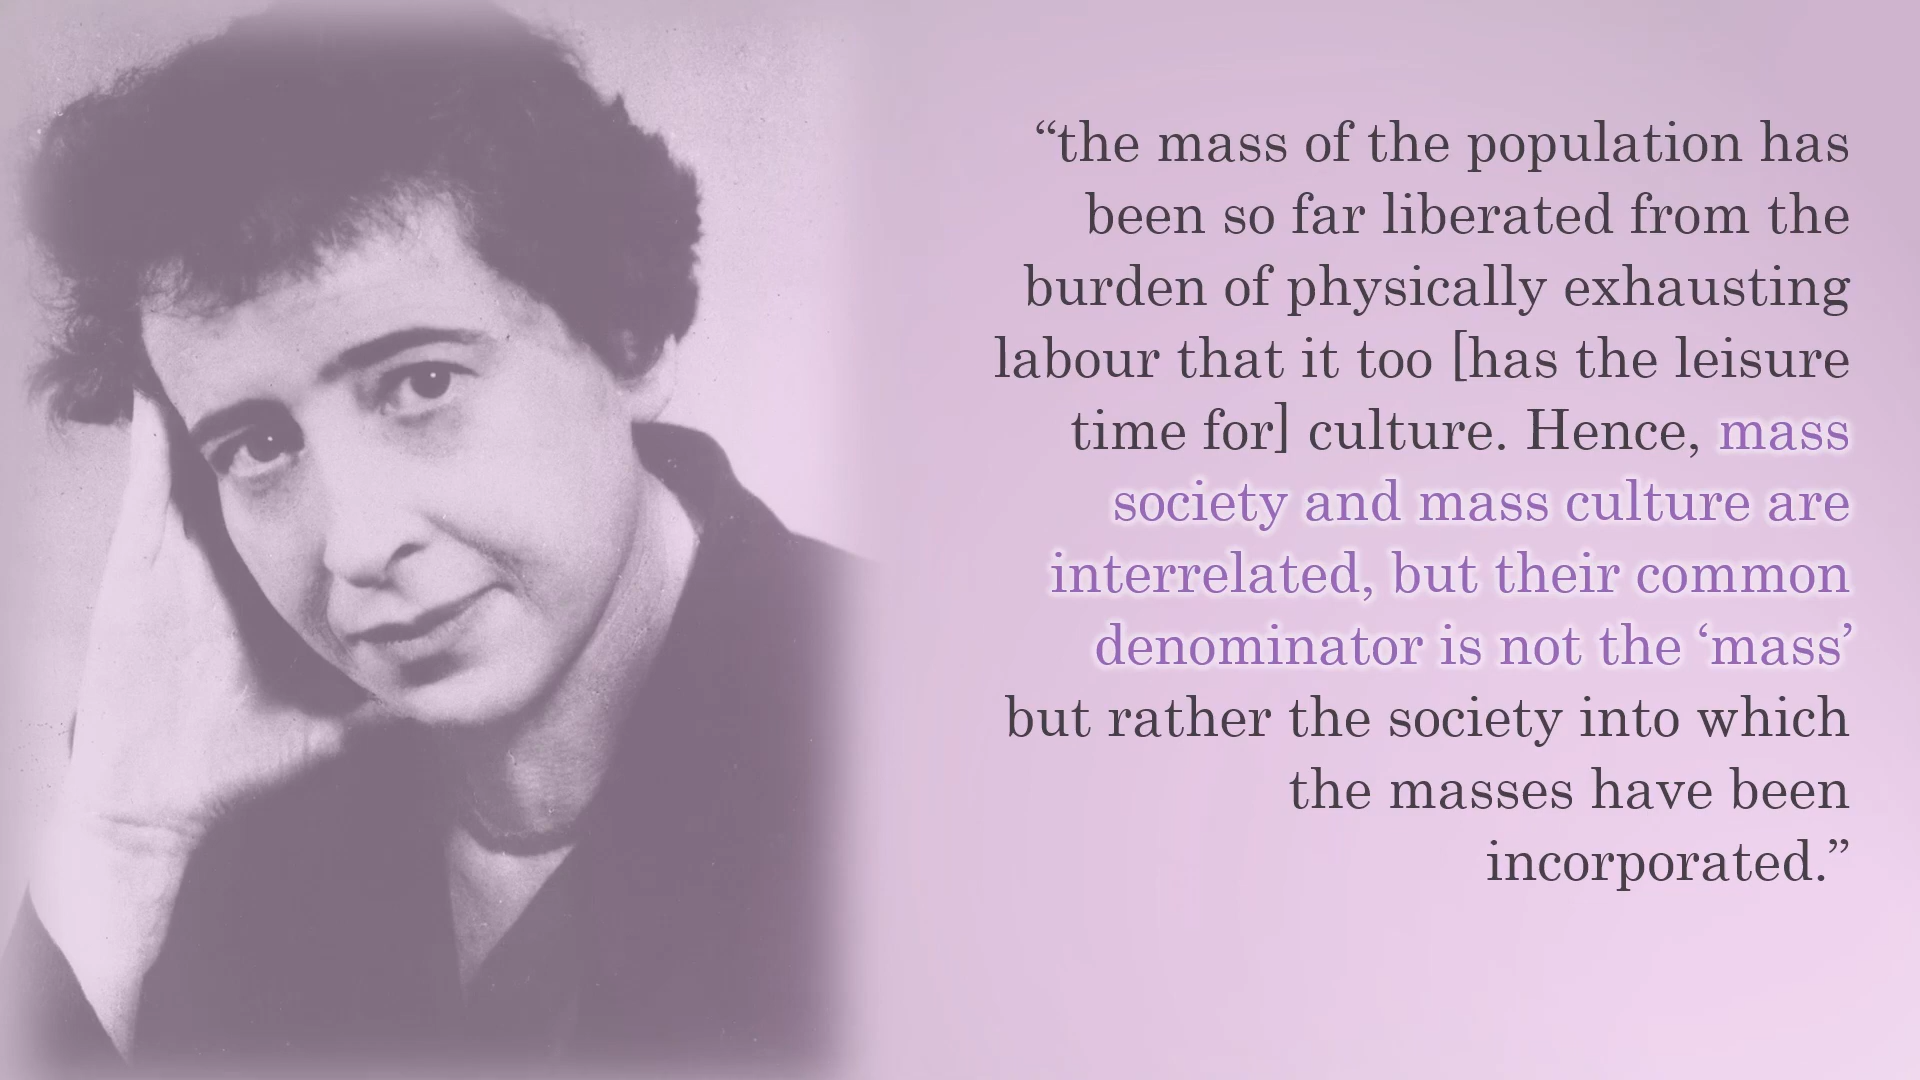 “the mass of the population has
been so far liberated from the
burden of physically exhausting
labour that it too [has the leisure
time for] culture. Hence, mass
society and mass culture are
interrelated, but their common
denominator is not the ‘mass’
but rather the society into which
the masses have been
incorporated.”